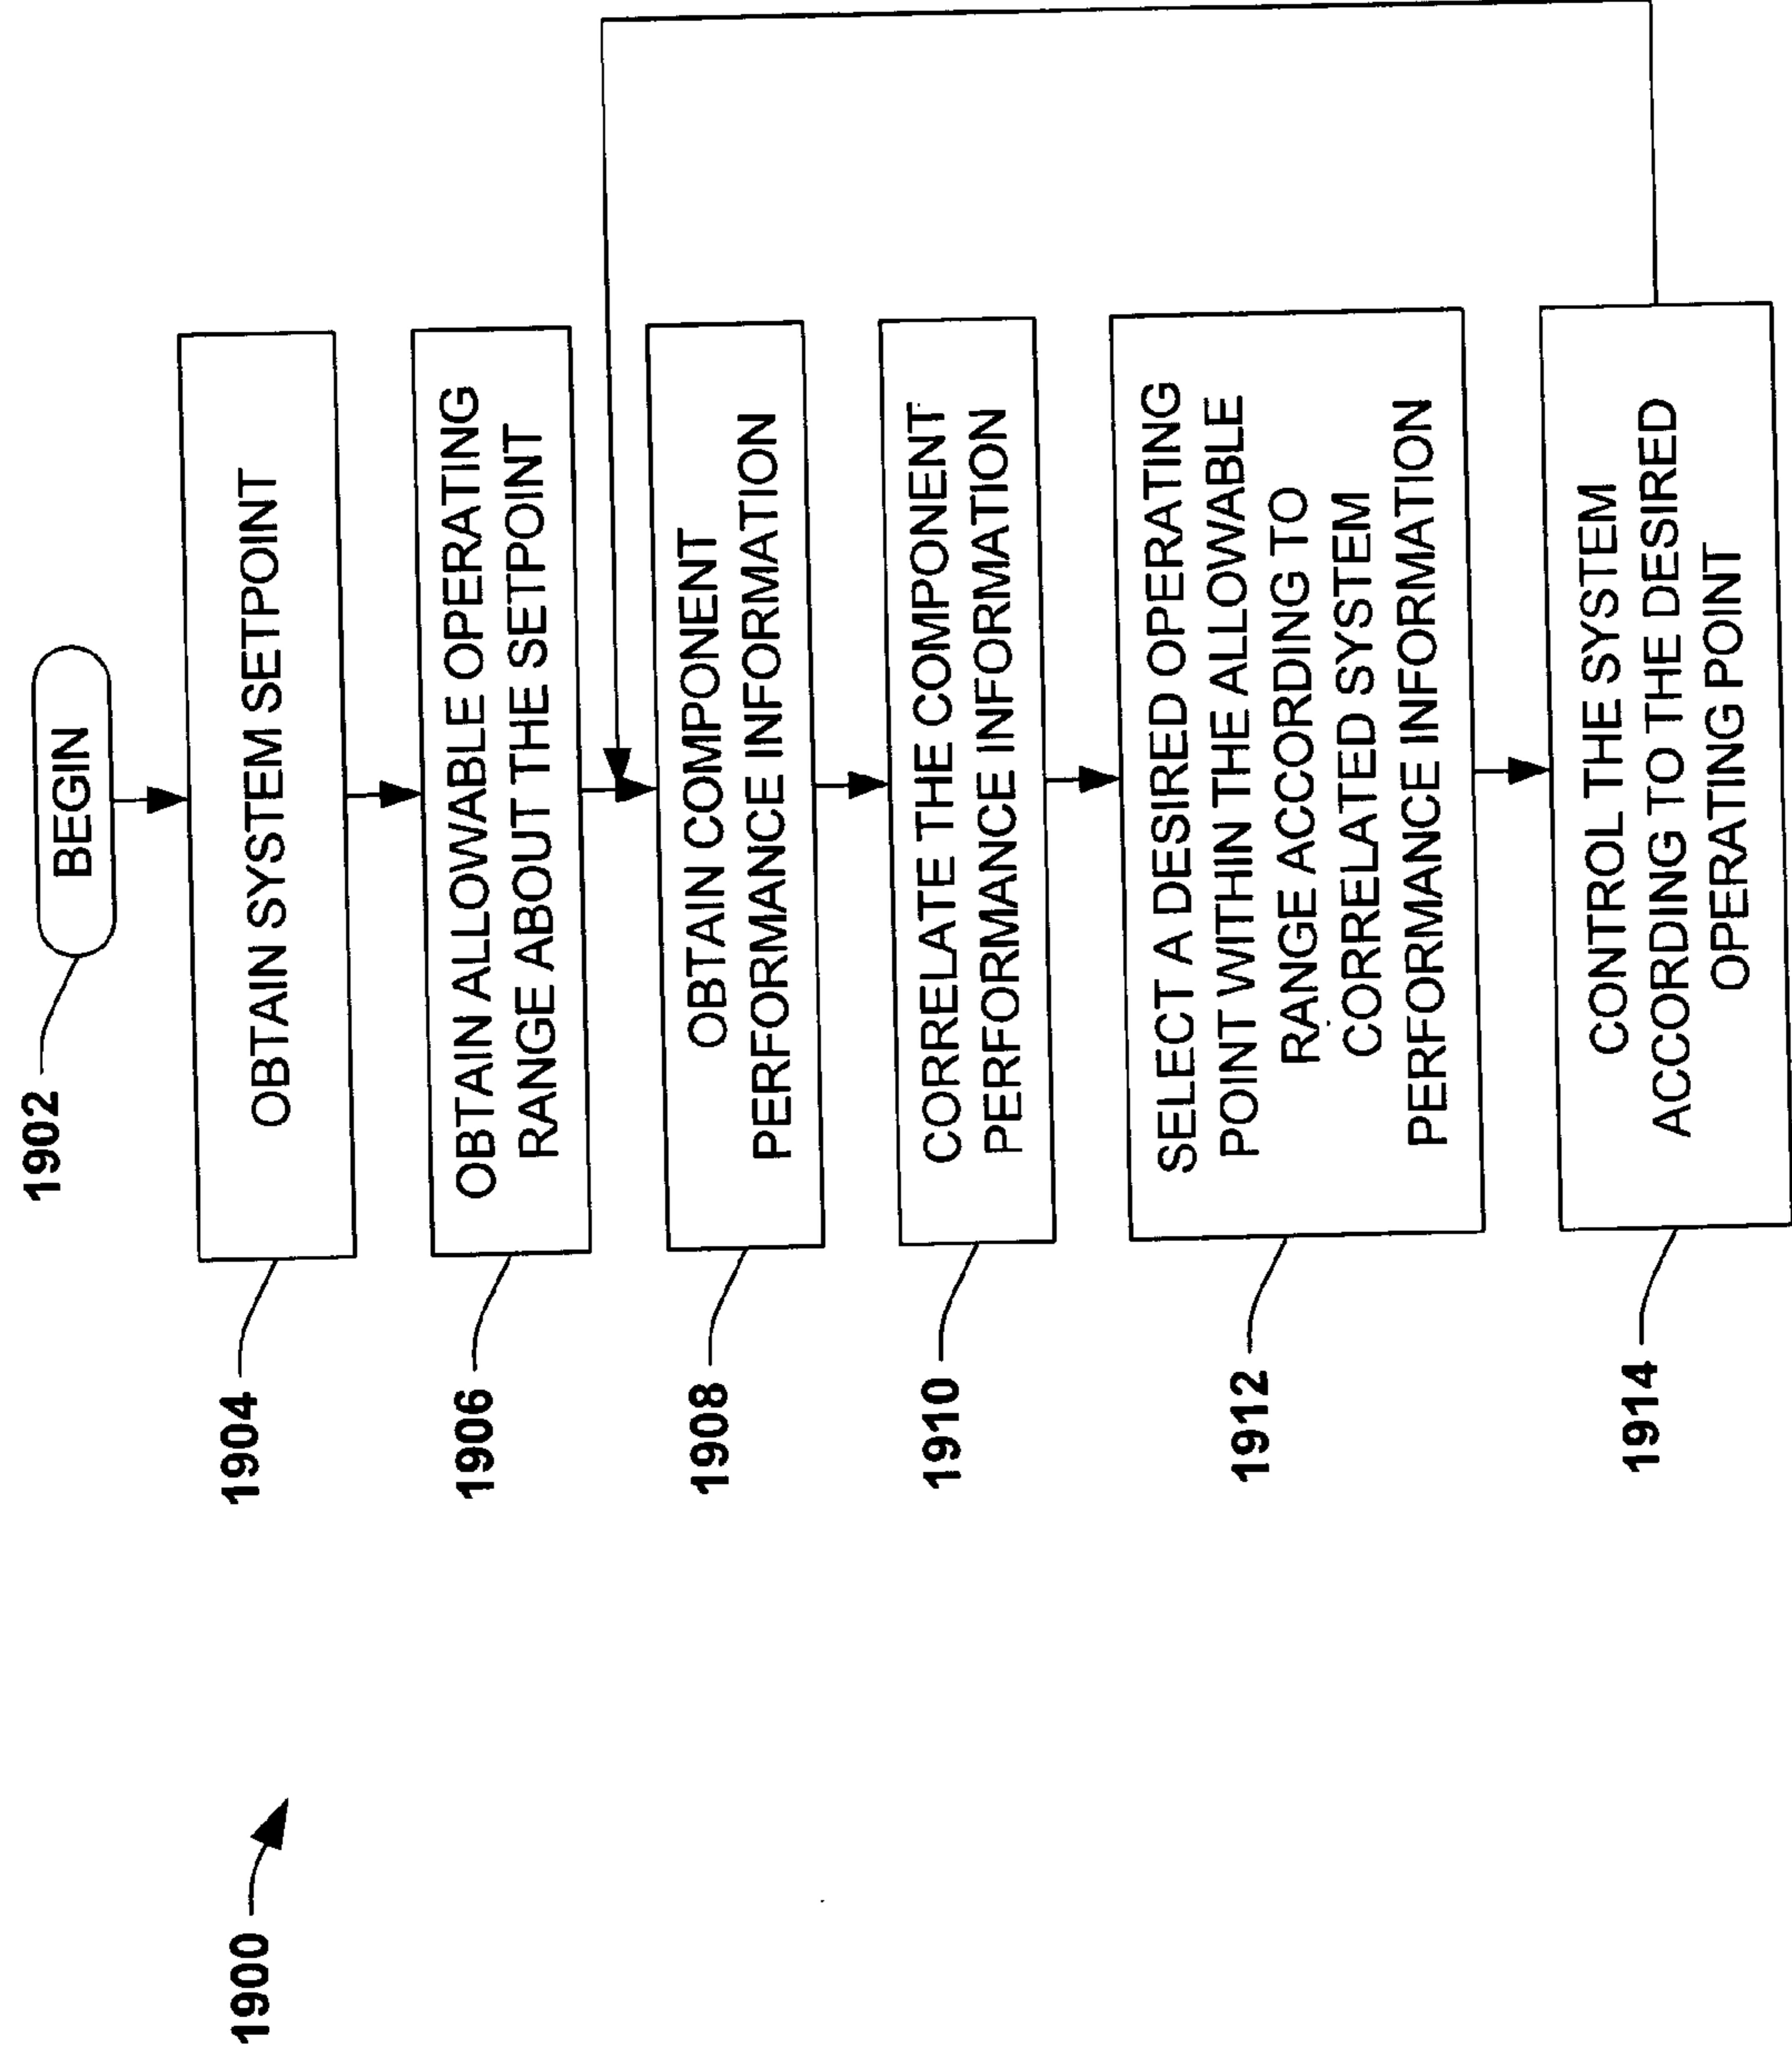 1900
1902
BEGIN
1904
OBTAIN SYSTEM SETPOINT
1906
OBTAIN ALLOWABLE OPERATING
RANGE ABOUT THE SETPOINT
1908
OBTAIN COMPONENT
PERFORMANCE INFORMATION
1910
CORRELATE THE COMPONENT
PERFORMANCE INFORMATION
1912
SELECT A DESIRED OPERATING
POINT WITHIN THE ALLOWABLE
RANGE ACCORDING TO
CORRELATED SYSTEM
PERFORMANCE INFORMATION
1914
CONTROL THE SYSTEM
ACCORDING TO THE DESIRED
OPERATING POINT